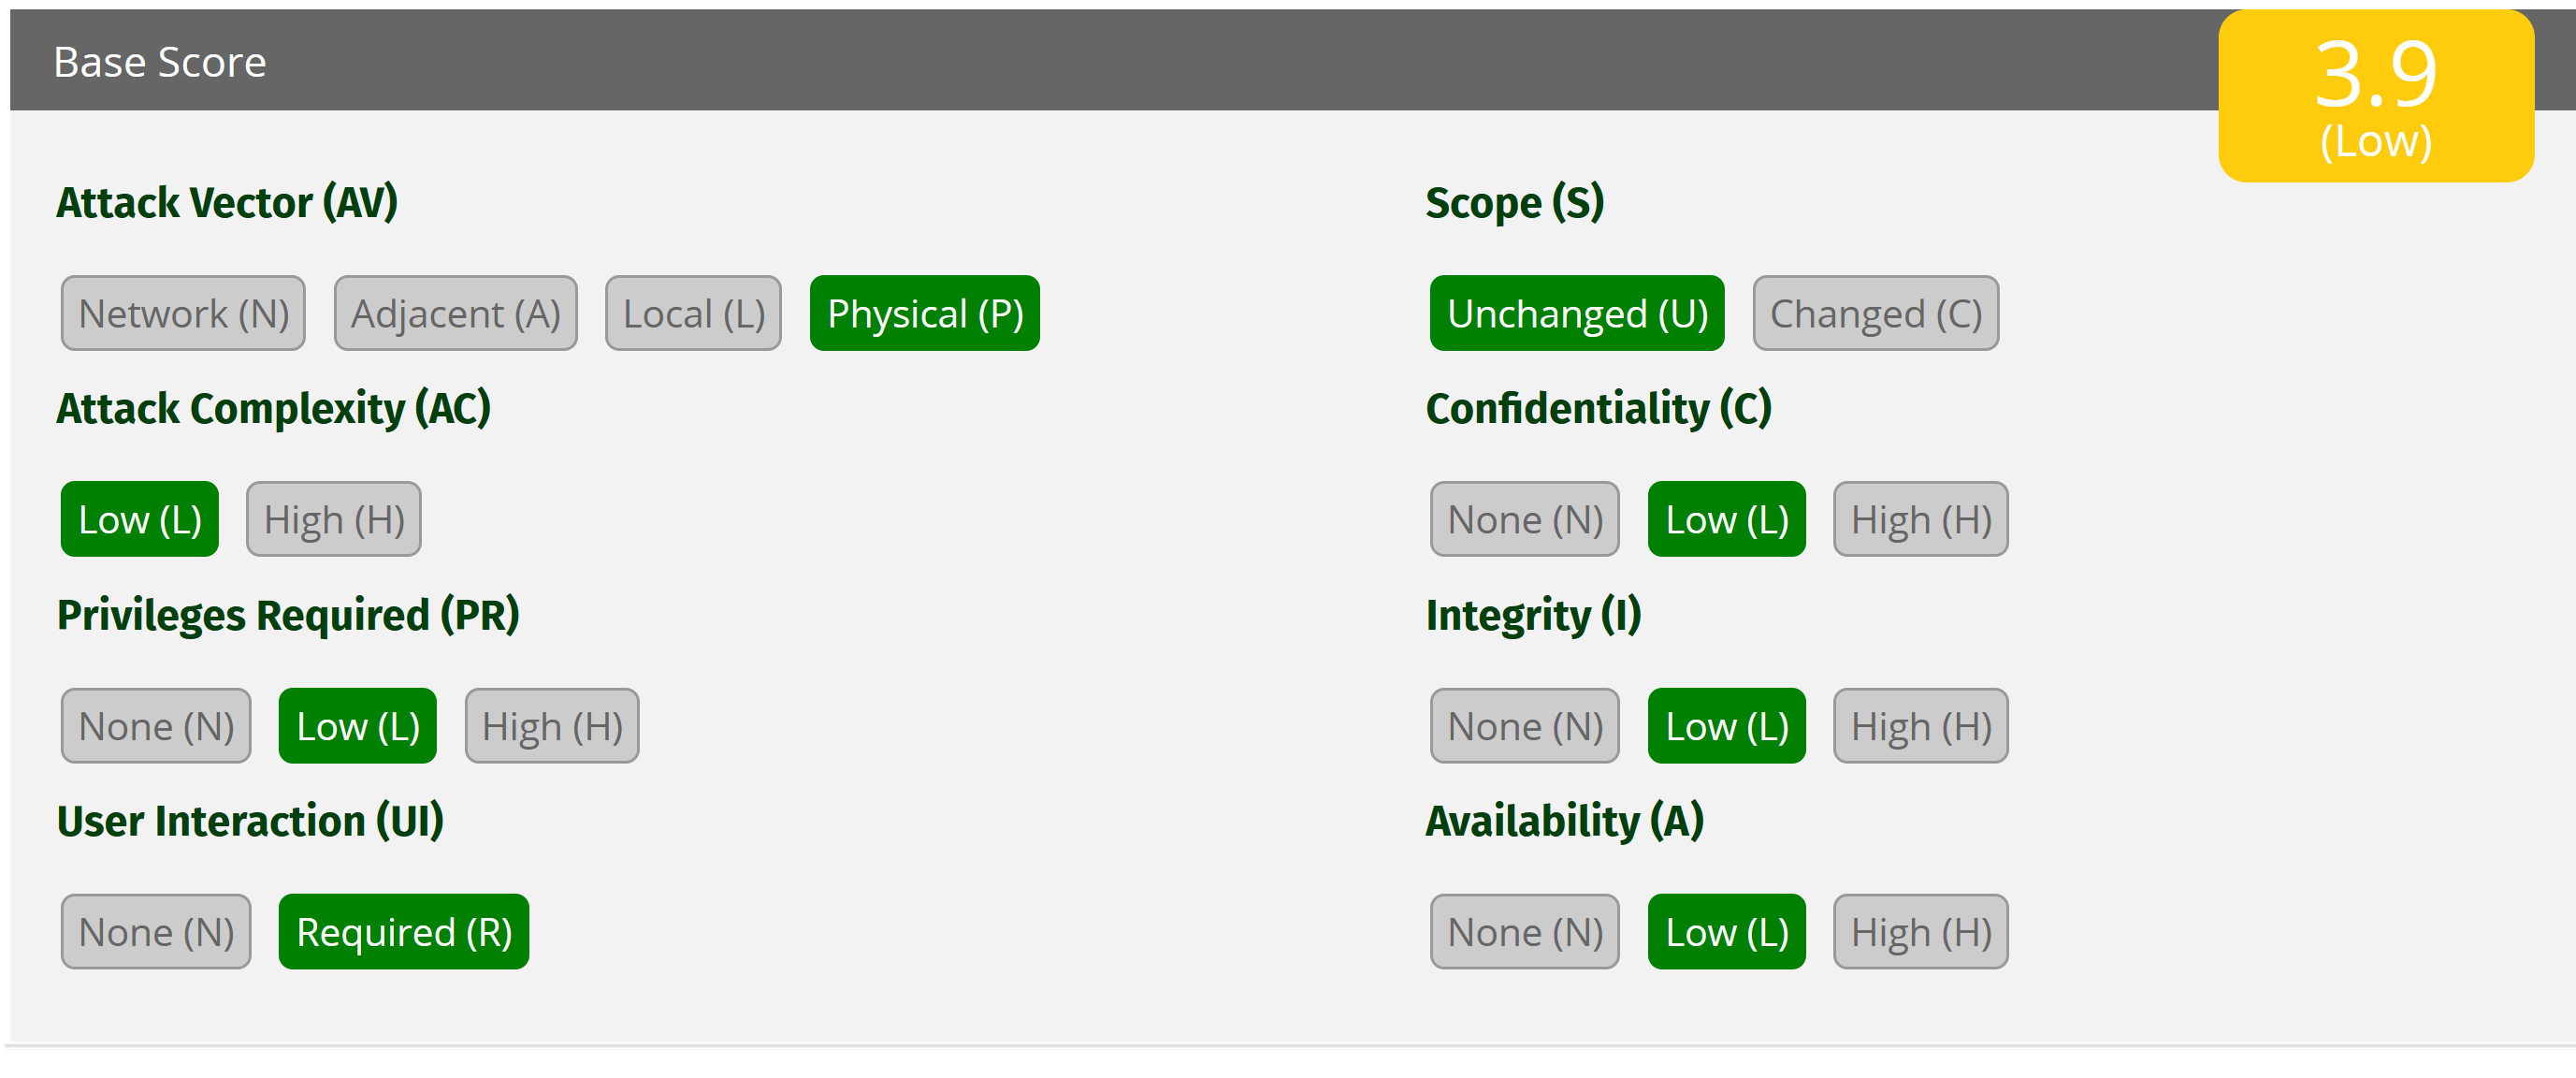 Base Score
3.9
(Low)
Attack Vector (AV)
Network (N) Adjacent (A) Local (L) Physical (P)
Attack Complexity (AC)
Low (L) High (H)
Privileges Required (PR)
None (N) Low (L) High (H)
User Interaction (UI)
None (N) Required (R)
Scope (S)
Unchanged (U) Changed (C)
Confidentiality (C)
None (N) Low (L) High (H)
Integrity (I)
None (N) Low (L) High (H)
Availability (A)
None (N) Low (L) High (H)